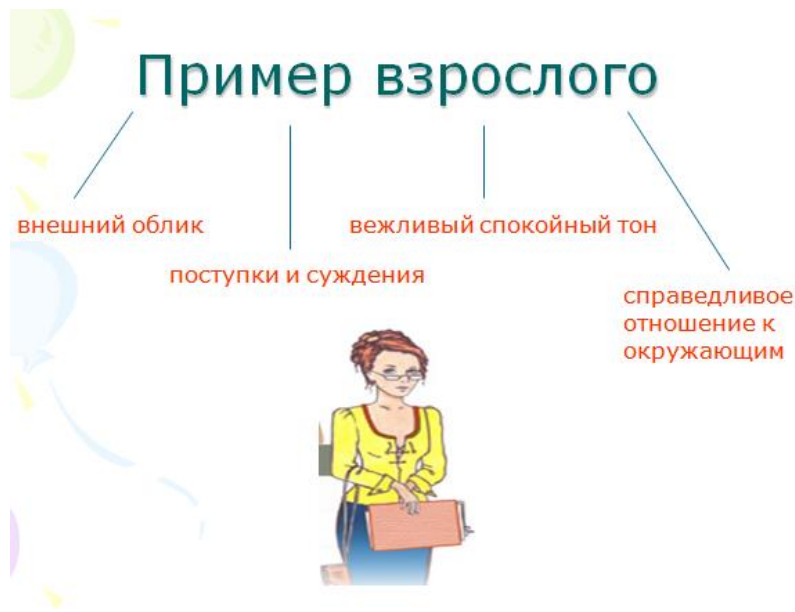 Пример взрослого
внешний облик
вежливый спокойный тон
поступки и суждения
справедливое
отношение к
окружающим